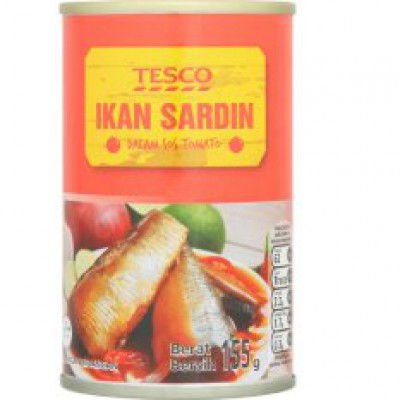 TESCO
IKAN SARDIN
DALAM SOS TOMATO
Berat
Bersih 155g